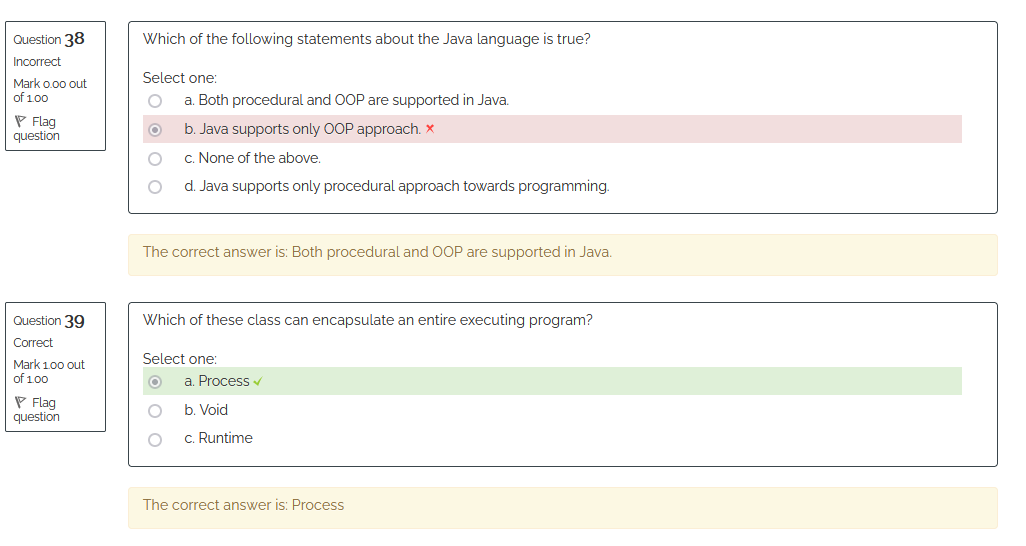 Question 38
Incorrect
Mark 0.00 out
of 1.00
Flag
question
Which of the following statements about the Java language is true?
Select one:
a. Both procedural and OOP are supported in Java.
b. Java supports only OOP approach.
c. None of the above.
d. Java supports only procedural approach towards programming.
The correct answer is: Both procedural and OOP are supported in Java.
Question 39
Correct
Mark 1.00 out
of 1.00
Flag
question
Which of these class can encapsulate an entire executing program?
Select one:
a. Process
b. Void
c. Runtime
The correct answer is: Process